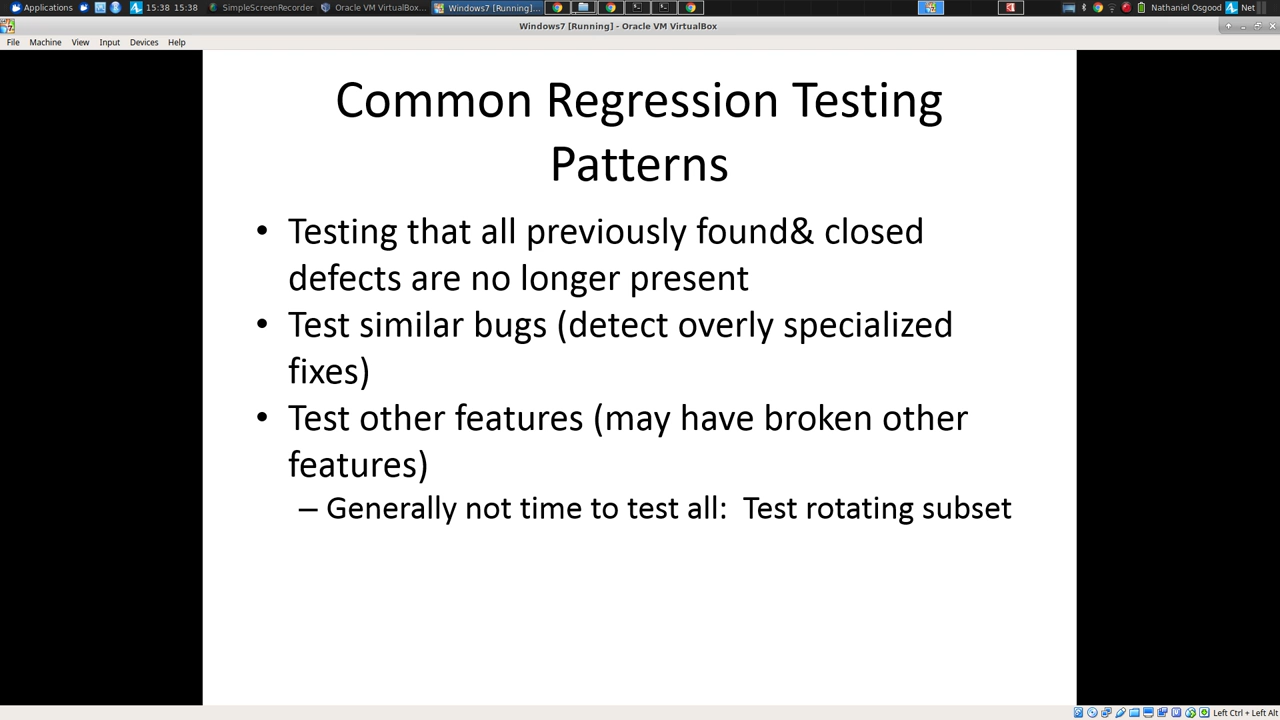 Applications 15:38 15:38 SimpleScreenRecorder Oracle VM VirtualBox... Windows7 [Running]... Nathaniel Osgood Net
Windows7 [Running] - Oracle VM VirtualBox
File Machine View Input Devices Help
Common Regression Testing
Patterns
• Testing that all previously found& closed
defects are no longer present
• Test similar bugs (detect overly specialized
fixes)
• Test other features (may have broken other
features)
– Generally not time to test all:  Test rotating subset
Left Ctrl + Left Alt